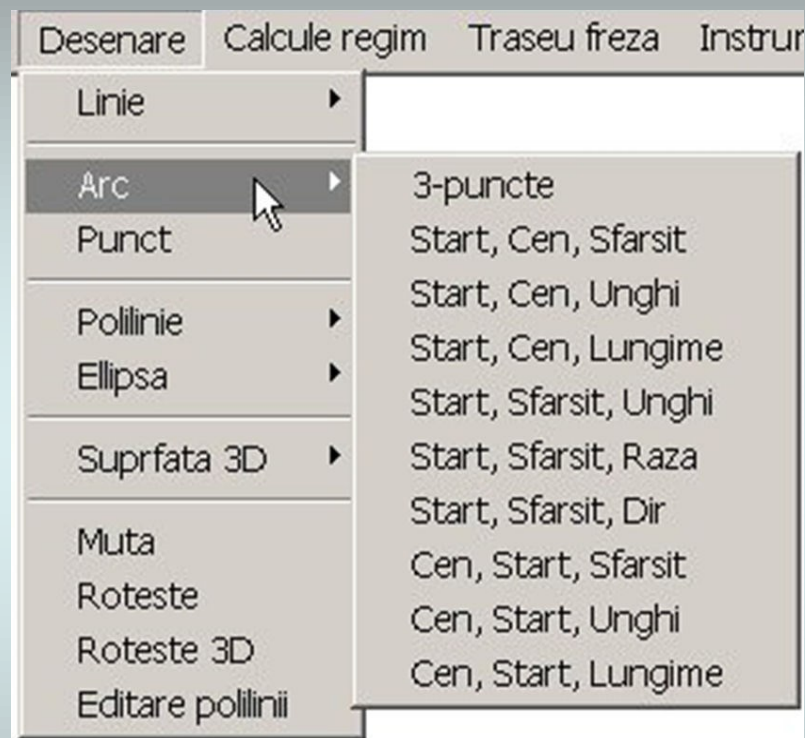 Desenare Calcule regim Traseu freza Instrur
Linie
Arc
Punct
Polilinie
Ellipsa
Suprfata 3D
Muta
Roteste
Roteste 3D
Editare polilinii
3-puncte
Start, Cen, Sfarsit
Start, Cen, Unghi
Start, Cen, Lungime
Start, Sfarsit, Unghi
Start, Sfarsit, Raza
Start, Sfarsit, Dir
Cen, Start, Sfarsit
Cen, Start, Unghi
Cen, Start, Lungime